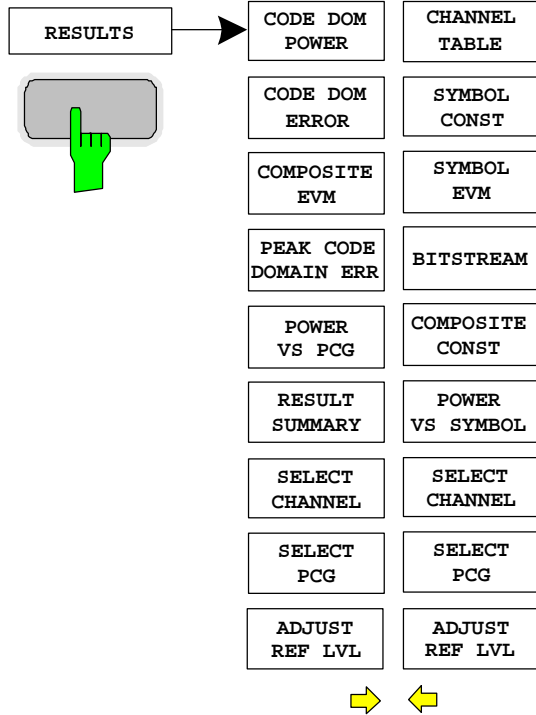 RESULTS
CODE DOM
POWER
CODE DOM
ERROR
COMPOSITE
EVM
PEAK CODE
DOMAIN ERR
POWER
VS PCG
RESULT
SUMMARY
SELECT
CHANNEL
SELECT
PCG
ADJUST
REF LVL
CHANNEL
TABLE
SYMBOL
CONST
SYMBOL
EVM
BITSTREAM
COMPOSITE
CONST
POWER
VS SYMBOL
SELECT
CHANNEL
SELECT
PCG
ADJUST
REF LVL